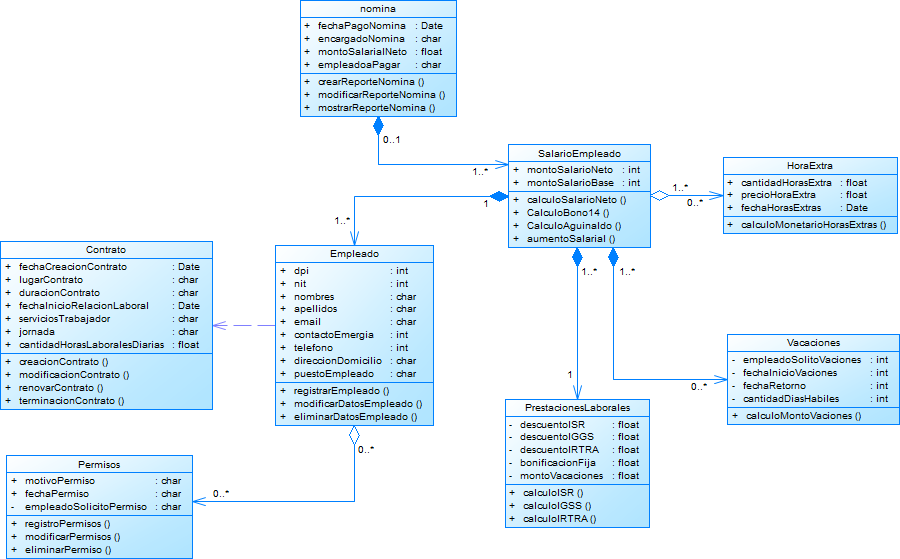 nomina
+ fechaPagoNomina : Date
+ encargadoNomina : char
+ montoSalarialNeto : float
+ empleadoaPagar : char
+ crearReporteNomina ()
+ modificarReporteNomina ()
+ mostrarReporteNomina ()
0..1
1..*
SalarioEmpleado
+ montoSalarioNeto : int
+ montoSalarioBase : int
+ calculoSalarioNeto ()
+ CalculoBono14 ()
+ CalculoAguinaldo ()
+ aumentoSalarial ()
1..*
0..*
HoraExtra
+ cantidadHorasExtra : float
+ precioHoraExtra : float
+ fechaHorasExtras : Date
+ calculoMonetarioHorasExtras ()
1
1..*
Contrato
+ fechaCreacionContrato : Date
+ lugarContrato : char
+ duracionContrato : char
+ fechaInicioRelacionLaboral : Date
+ serviciosTrabajador : char
+ jornada : char
+ cantidadHorasLaboralesDiarias : float
+ creacionContrato ()
+ modificacionContrato ()
+ renovarContrato ()
+ terminacionContrato ()
Empleado
+ dpi : int
+ nit : int
+ nombres : char
+ apellidos : char
+ email : char
+ contactoEmergia : int
+ telefono : int
+ direccionDomicilio : char
+ puestoEmpleado : char
+ registrarEmpleado ()
+ modificarDatosEmpleado ()
+ eliminarDatosEmpleado ()
1..*
1..*
1
0..*
Vacaciones
- empleadoSolitoVaciones : int
- fechaInicioVaciones : int
- fechaRetorno : int
- cantidadDiasHabiles : int
+ calculoMontoVaciones ()
PrestacionesLaborales
- descuentoISR : float
- descuentoIGGS : float
- descuentoIRTRA : float
- bonificacionFija : float
- montoVacaciones : float
+ calculoISR ()
+ calculoIGSS ()
+ calculoIRTRA ()
0..*
0..*
Permisos
+ motivoPermiso : char
+ fechaPermiso : char
- empleadoSolicitoPermiso : char
+ registroPermisos ()
+ modificarPermisos ()
+ eliminarPermiso ()